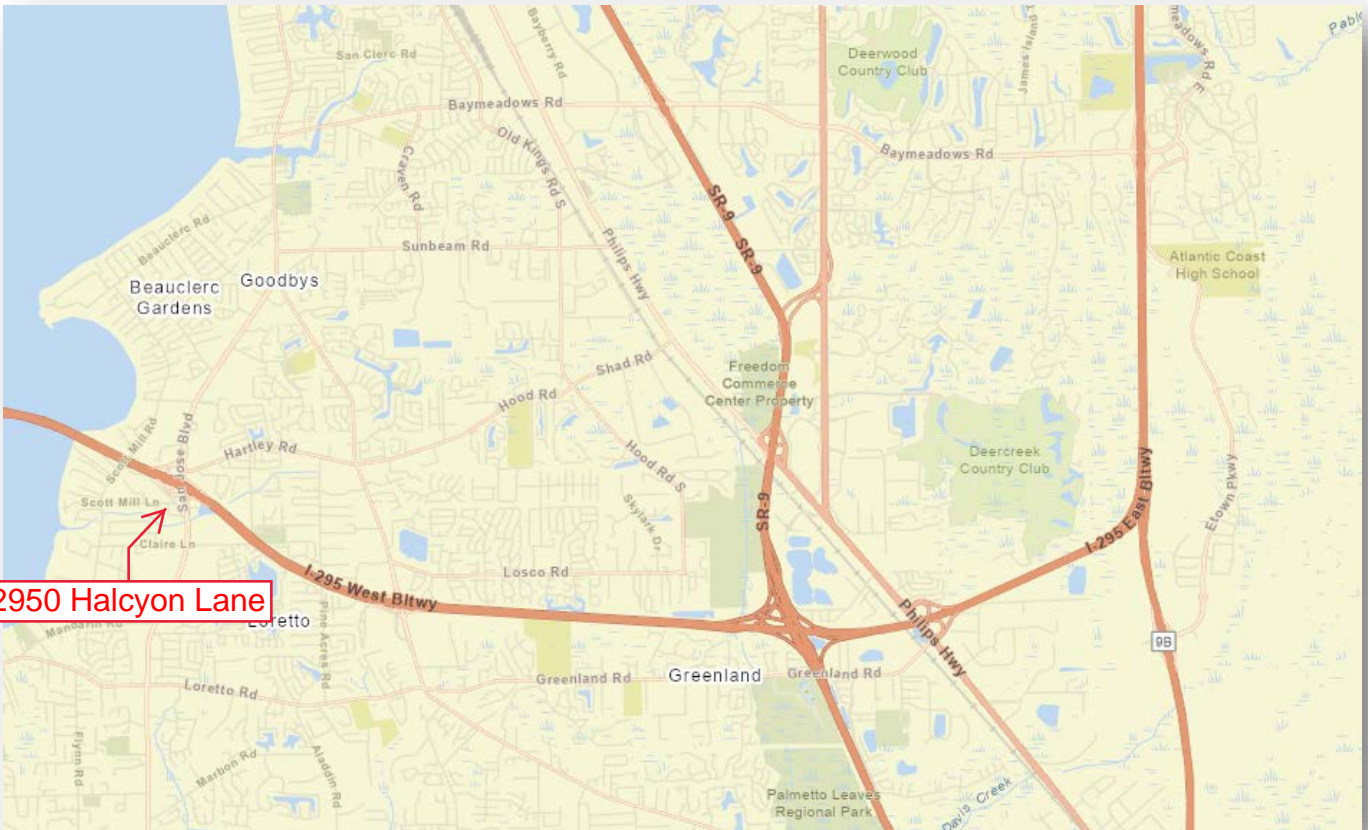 San Clerc Rd
Bayberry Rd
Deerwood
Country Club
James Island
meadows Rd E
Baymeadows Rd
Old Kings Rd S
Craven Rd
Baymeadows Rd
SR-9
SR-9
Beauclerc Rd
Sunbeam Rd
Philips Hwy
Atlantic Coast
High School
Beauclerc
Gardens
Goodbys
Shad Rd
Freedom
Commerce
Center Property
Hood Rd
Scott Mill Rd
San Jose Blvd
Hartley Rd
Hood Rd S
Deercreek
Country Club
Scott Mill Ln
Skylark Dr
SR-9
I-295 East Bltwy
Etown Pkwy
Claire Ln
Losco Rd
I-295 West Bltwy
2950 Halcyon Lane
Mandarin Rd
Loretto
Pine Acres Rd
Philips Hwy
9B
Loretto Rd
Greenland Rd
Greenland
Greenland Rd
Flynn Rd
Marbon Rd
Aladdin Rd
Palmetto Leaves
Regional Park
Davis Creek